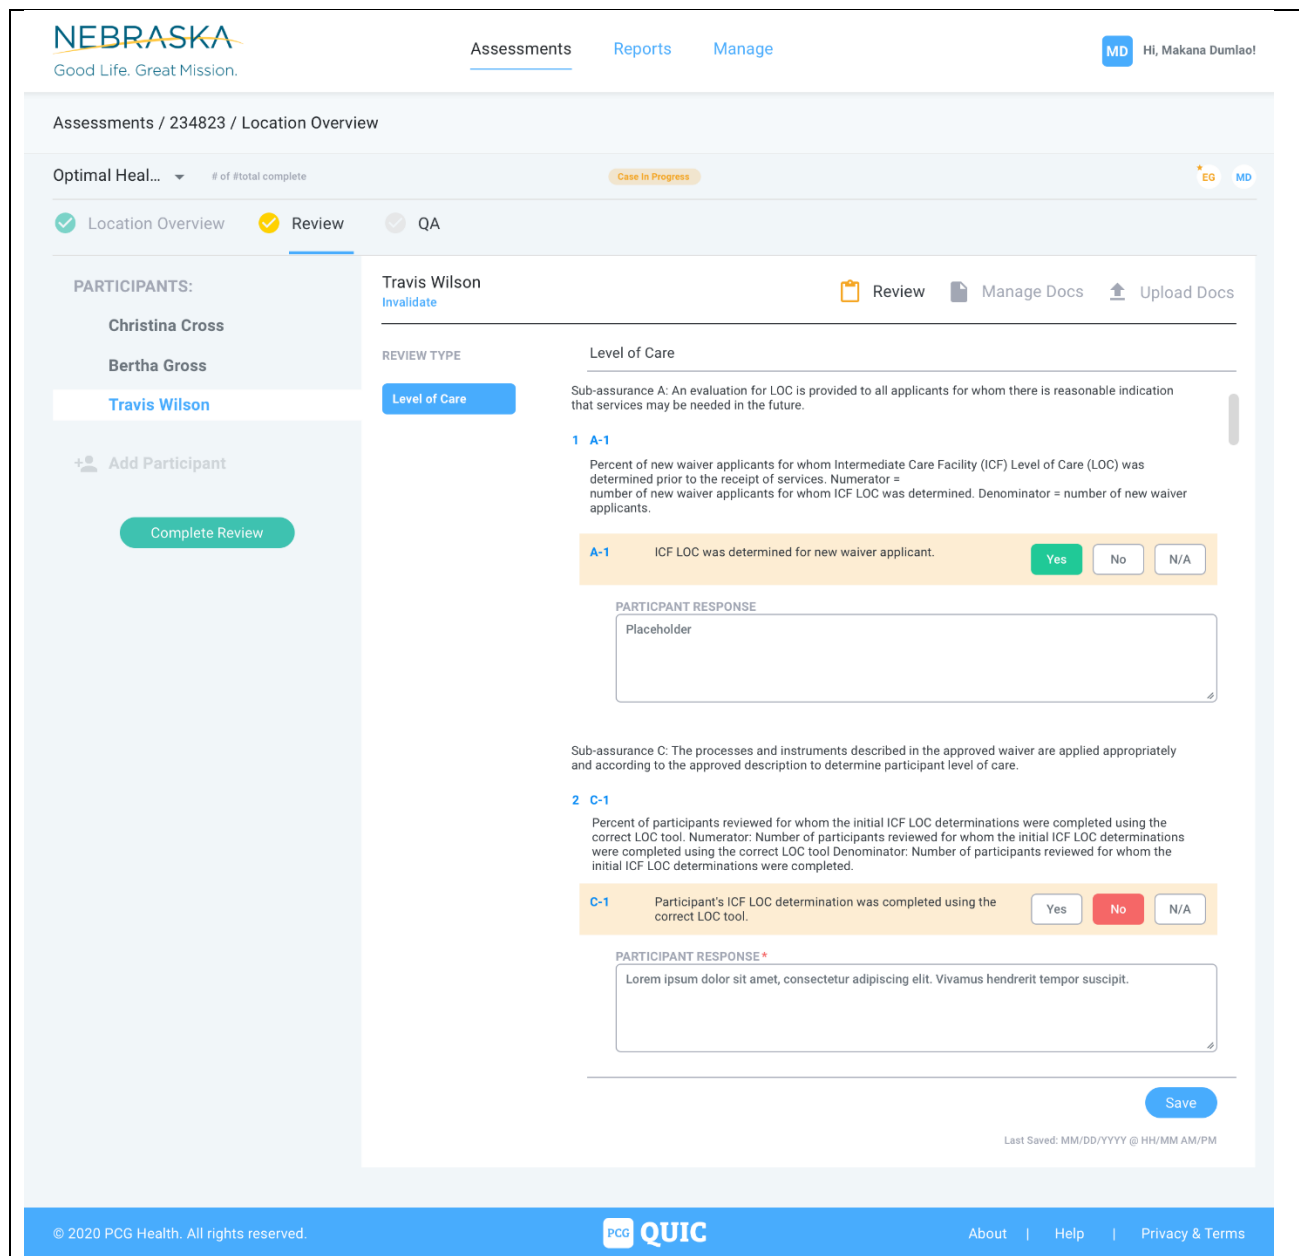 NEBRASKA
Good Life. Great Mission.
Assessments Reports Manage
MD Hi, Makana Dumlao!
Assessments / 234823 / Location Overview
Optimal Heal... # of #total complete
Case In Progress
EG MD
Location Overview Review QA
PARTICIPANTS:
Christina Cross
Bertha Gross
Travis Wilson
Add Participant
Complete Review
Travis Wilson
Invalidate
Review Manage Docs Upload Docs
REVIEW TYPE
Level of Care
Level of Care
Sub-assurance A: An evaluation for LOC is provided to all applicants for whom there is reasonable indication
that services may be needed in the future.
1 A-1
Percent of new waiver applicants for whom Intermediate Care Facility (ICF) Level of Care (LOC) was
determined prior to the receipt of services. Numerator =
number of new waiver applicants for whom ICF LOC was determined. Denominator = number of new waiver
applicants.
A-1 ICF LOC was determined for new waiver applicant. Yes No N/A
PARTICPANT RESPONSE
Placeholder
Sub-assurance C: The processes and instruments described in the approved waiver are applied appropriately
and according to the approved description to determine participant level of care.
2 C-1
Percent of participants reviewed for whom the initial ICF LOC determinations were completed using the
correct LOC tool. Numerator: Number of participants reviewed for whom the initial ICF LOC determinations
were completed using the correct LOC tool Denominator: Number of participants reviewed for whom the
initial ICF LOC determinations were completed.
C-1 Participant's ICF LOC determination was completed using the
correct LOC tool.
Yes No N/A
PARTICIPANT RESPONSE*
Lorem ipsum dolor sit amet, consectetur adipiscing elit. Vivamus hendrerit tempor suscipit.
Save
Last Saved: MM/DD/YYYY @ HH/MM AM/PM
© 2020 PCG Health. All rights reserved.
PCG QUIC
About | Help | Privacy & Terms